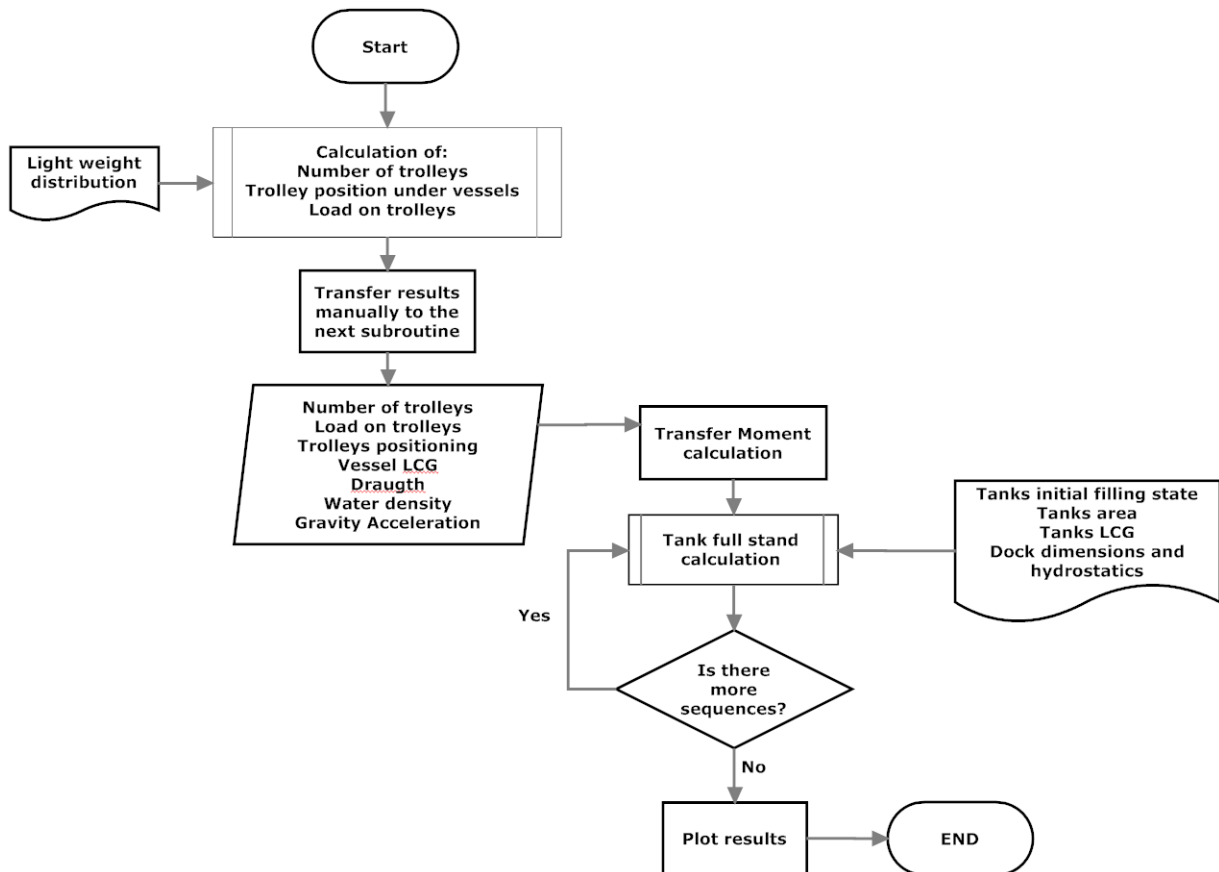 Start
Light weight
distribution
Calculation of:
Number of trolleys
Trolley position under vessels
Load on trolleys
Transfer results
manually to the
next subroutine
Number of trolleys
Load on trolleys
Trolleys positioning
Vessel LCG
Draugth
Water density
Gravity Acceleration
Transfer Moment
calculation
Tanks initial filling state
Tanks area
Tanks LCG
Dock dimensions and
hydrostatics
Tank full stand
calculation
Yes
Is there
more
sequences?
No
Plot results
END